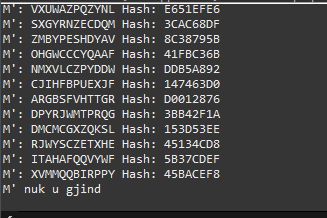 M': VXUWAZPQZYNL Hash: E651EFE6
M': SXGYRNZECDQM Hash: 3CAC68DF
M': ZMBYPESHDYAV Hash: 8C38795B
M': OHGWCCCYQAAF Hash: 41FBC36B
M': NMXVLCZPYDDW Hash: DDB5A892
M': CJIHFBPUEXJF Hash: 147463D0
M': ARGBSFVHTTGR Hash: D0012876
M': DPYRJWMTPRQG Hash: 3BB42F1A
M': DMCMCGXZQKSL Hash: 153D53EE
M': RJWYSCZETXHE Hash: 45134CD8
M': ITAHAFQQVYWF Hash: 5B37CDEF
M': XVMMQQBIRPPY Hash: 45BACEF8
M' nuk u gjind